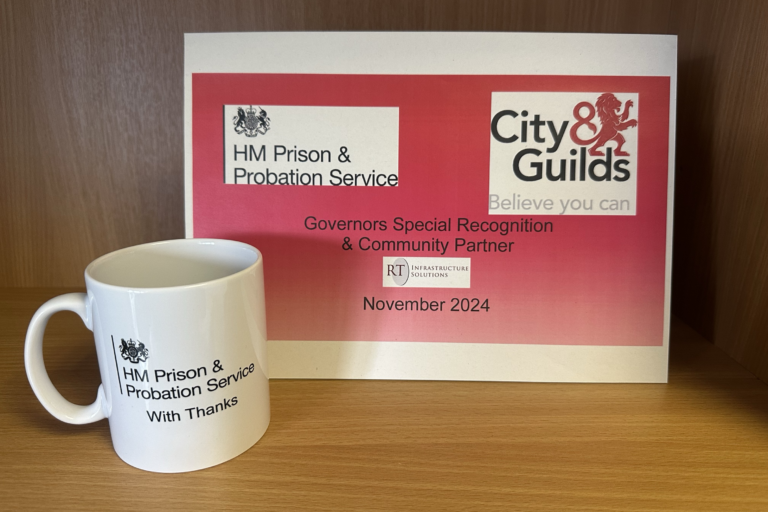 HM Prison &
Probation Service
City&
Guilds
Believe you can
Governors Special Recognition
& Community Partner
RT INFRASTRUCTURE
SOLUTIONS
November 2024
HM Prison &
Probation Service
With Thanks